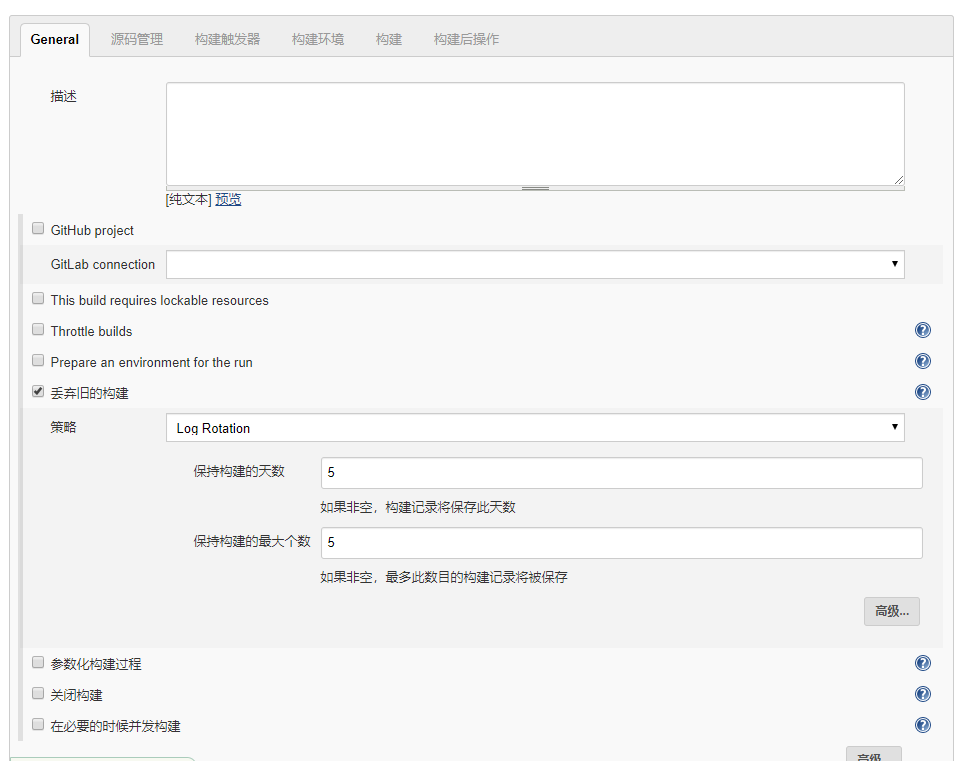 General 源码管理 构建触发器 构建环境 构建 构建后操作
描述
[纯文本] 预览
GitHub project
GitLab connection
This build requires lockable resources
Throttle builds
Prepare an environment for the run
丢弃旧的构建
策略 Log Rotation
保持构建的天数 5
如果非空，构建记录将保存此天数
保持构建的最大个数 5
如果非空，最多此数目的构建记录将被保存
高级...
参数化构建过程
关闭构建
在必要的时候并发构建
高级...